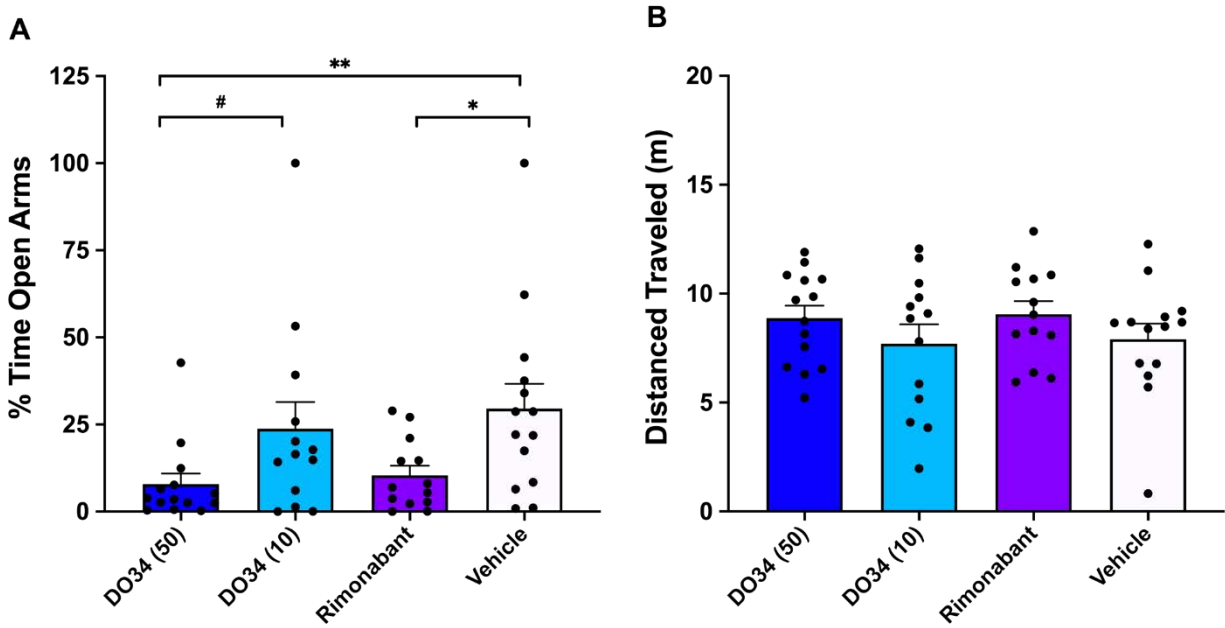 A
% Time Open Arms
125
100
75
50
25
0
**
#
*
DO34 (50)
DO34 (10)
Rimonabant
Vehicle
B
Distanced Traveled (m)
20
15
10
5
0
DO34 (50)
DO34 (10)
Rimonabant
Vehicle